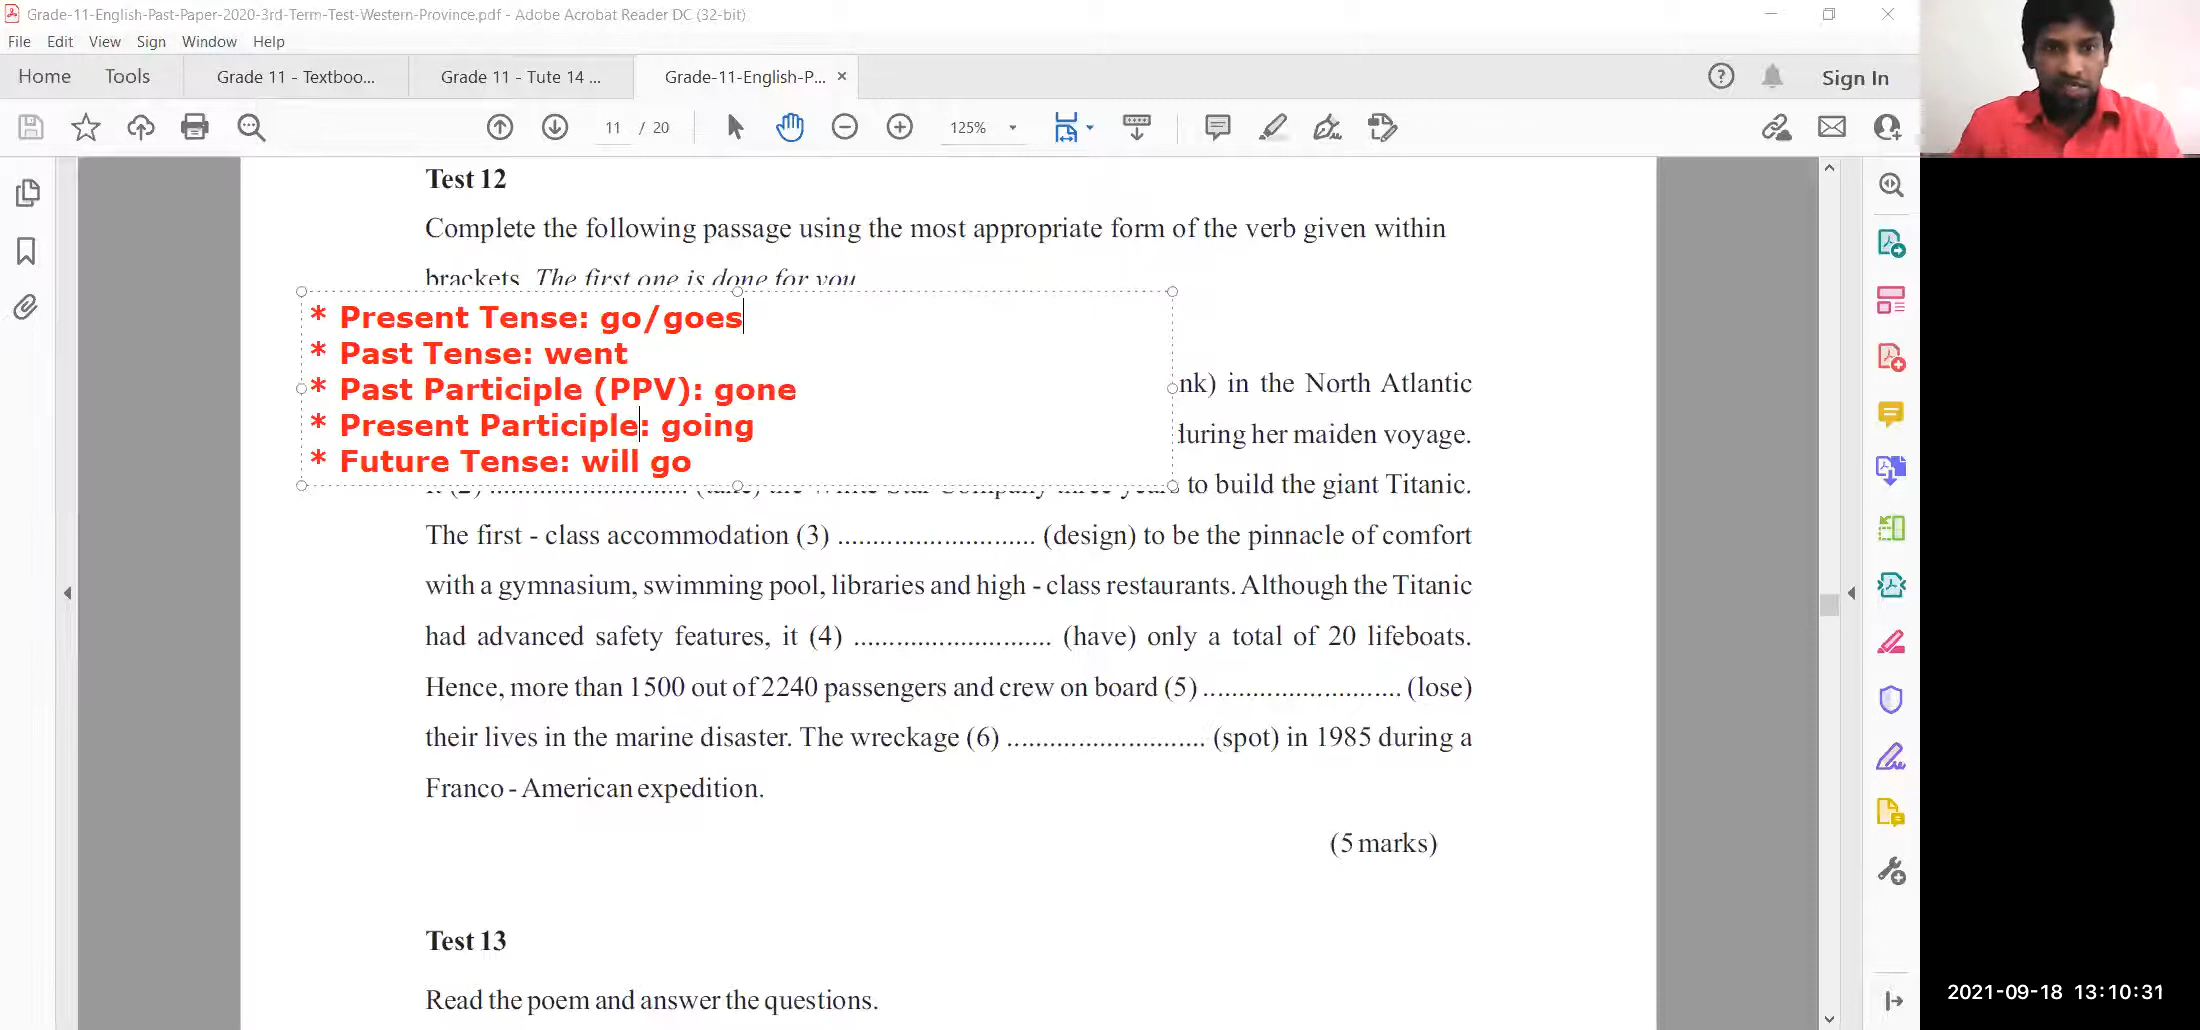 Grade-11-English-Past-Paper-2020-3rd-Term-Test-Western-Province.pdf - Adobe Acrobat Reader DC (32-bit)
File Edit View Sign Window Help
Home Tools Grade 11 - Textboo... Grade 11 - Tute 14 ... Grade-11-English-P... × Sign In
11 / 20 125%
Test 12
Complete the following passage using the most appropriate form of the verb given within
brackets. The first one is done for you
* Present Tense: go/goes
* Past Tense: went
* Past Participle (PPV): gone
* Present Participle: going
* Future Tense: will go
nk) in the North Atlantic
during her maiden voyage.
It (2) ............................ (take) the White Star Company three years to build the giant Titanic.
The first - class accommodation (3) ............................ (design) to be the pinnacle of comfort
with a gymnasium, swimming pool, libraries and high - class restaurants. Although the Titanic
had advanced safety features, it (4) ............................ (have) only a total of 20 lifeboats.
Hence, more than 1500 out of 2240 passengers and crew on board (5) ............................ (lose)
their lives in the marine disaster. The wreckage (6) ............................ (spot) in 1985 during a
Franco - American expedition.
(5 marks)
Test 13
Read the poem and answer the questions.
2021-09-18 13:10:31